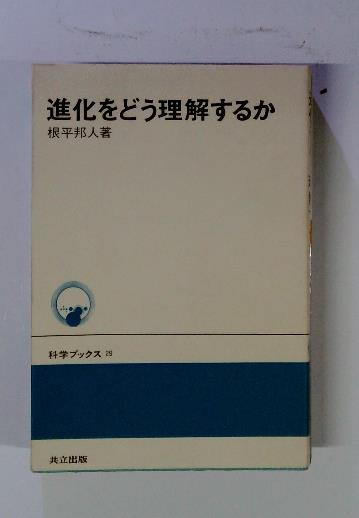 進化をどう理解するか
根平邦人著
科学ブックス 29
共立出版